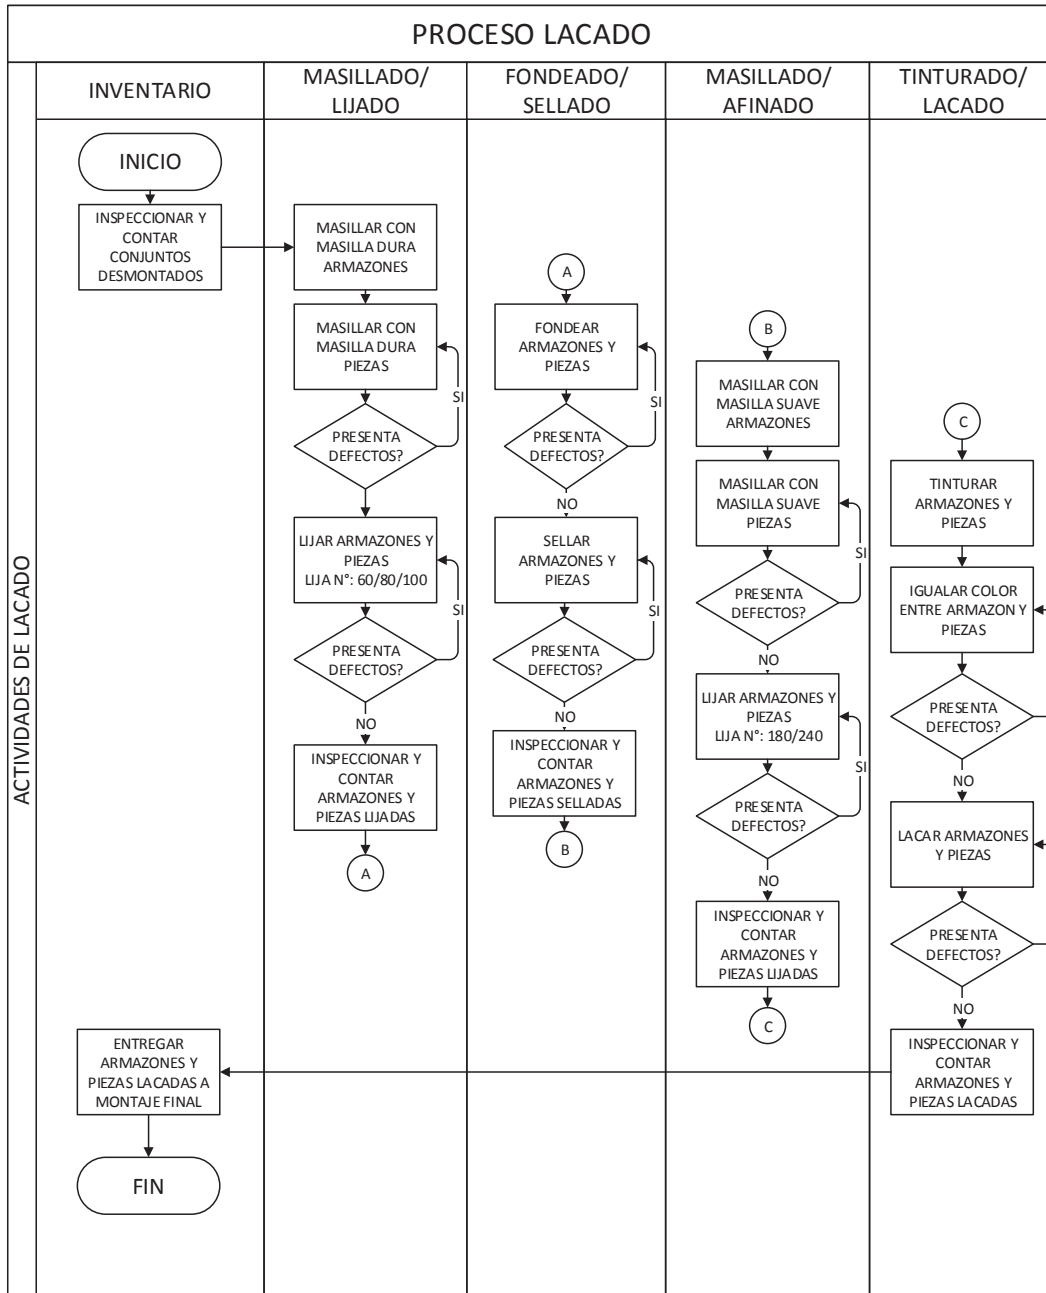 PROCESO LACADO
ACTIVIDADES DE LACADO
INVENTARIO
MASILLADO/
LIJADO
FONDEADO/
SELLADO
MASILLADO/
AFINADO
TINTURADO/
LACADO
INICIO
INSPECCIONAR Y
CONTAR
CONJUNTOS
DESMONTADOS
MASILLAR CON
MASILLA DURA
ARMAZONES
MASILLAR CON
MASILLA DURA
PIEZAS
SI
PRESENTA
DEFECTOS?
LIJAR ARMAZONES Y
PIEZAS
LIJA N°: 60/80/100
SI
PRESENTA
DEFECTOS?
NO
INSPECCIONAR Y
CONTAR
ARMAZONES Y
PIEZAS LIJADAS
A
A
FONDEAR
ARMAZONES Y
PIEZAS
SI
PRESENTA
DEFECTOS?
NO
SELLAR
ARMAZONES Y
PIEZAS
SI
PRESENTA
DEFECTOS?
NO
INSPECCIONAR Y
CONTAR
ARMAZONES Y
PIEZAS SELLADAS
B
B
MASILLAR CON
MASILLA SUAVE
ARMAZONES
MASILLAR CON
MASILLA SUAVE
PIEZAS
SI
PRESENTA
DEFECTOS?
NO
LIJAR ARMAZONES Y
PIEZAS
LIJA N°: 180/240
SI
PRESENTA
DEFECTOS?
NO
INSPECCIONAR Y
CONTAR
ARMAZONES Y
PIEZAS LIJADAS
C
C
TINTURAR
ARMAZONES Y
PIEZAS
IGUALAR COLOR
ENTRE ARMAZON Y
PIEZAS
PRESENTA
DEFECTOS?
NO
LACAR ARMAZONES
Y PIEZAS
PRESENTA
DEFECTOS?
NO
INSPECCIONAR Y
CONTAR
ARMAZONES Y
PIEZAS LACADAS
ENTREGAR
ARMAZONES Y
PIEZAS LACADAS A
MONTAJE FINAL
FIN